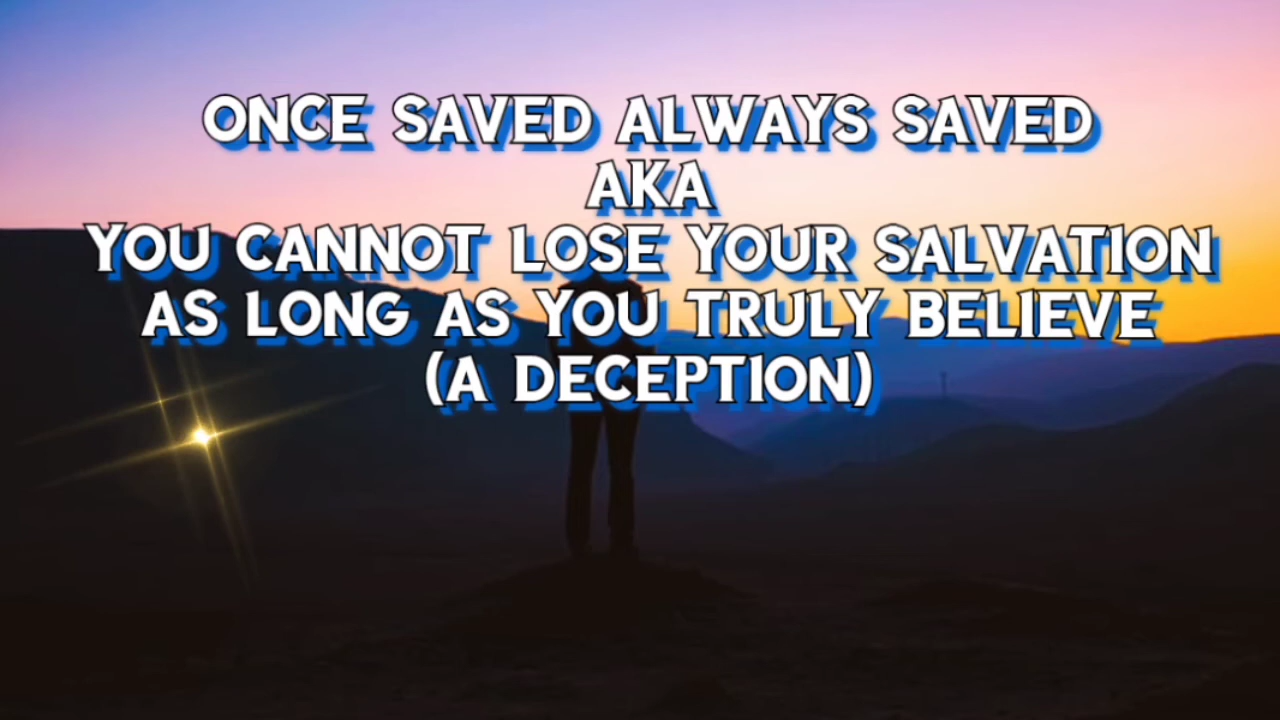 ONCE SAVED ALWAYS SAVED
AKA
YOU CANNOT LOSE YOUR SALVATION
AS LONG AS YOU TRULY BELIEVE
(A DECEPTION)